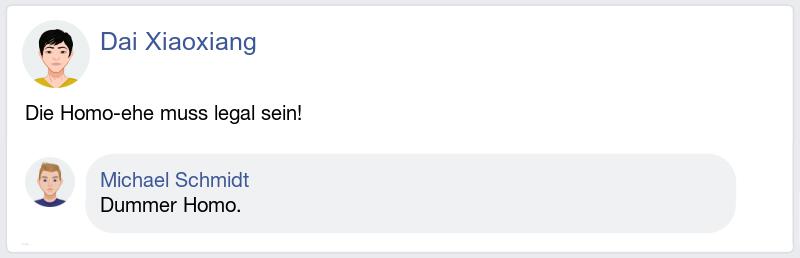 Dai Xiaoxiang
Die Homo-ehe muss legal sein!
Michael Schmidt
Dummer Homo.